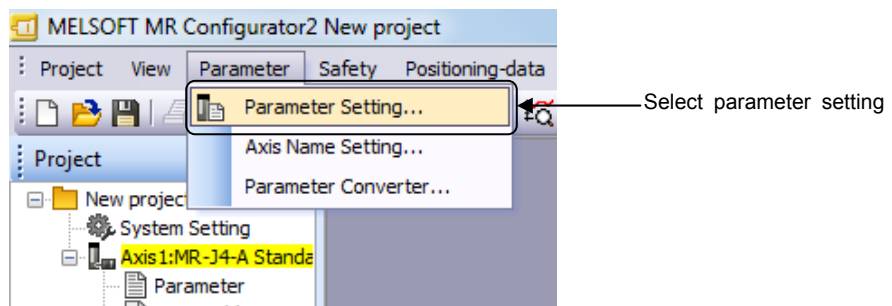 MELSOFT MR Configurator2 New project
Project View Parameter Safety Positioning-data
Parameter Setting...
Select parameter setting
Axis Name Setting...
Project
Parameter Converter...
New project
System Setting
Axis1:MR-J4-A Standa
Parameter